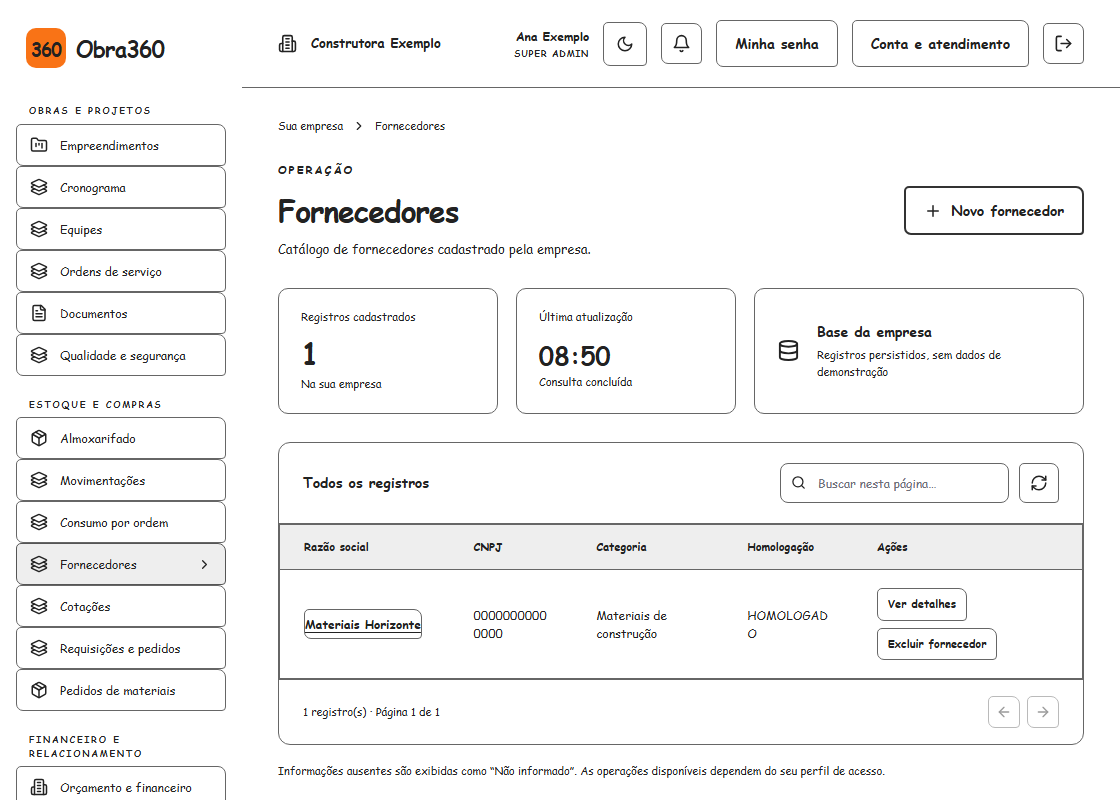 360 Obra360
Construtora Exemplo
Ana Exemplo
SUPER ADMIN
Minha senha
Conta e atendimento
OBRAS E PROJETOS
Empreendimentos
Cronograma
Equipes
Ordens de serviço
Documentos
Qualidade e segurança
ESTOQUE E COMPRAS
Almoxarifado
Movimentações
Consumo por ordem
Fornecedores
Cotações
Requisições e pedidos
Pedidos de materiais
FINANCEIRO E
RELACIONAMENTO
Orçamento e financeiro
Sua empresa > Fornecedores
OPERAÇÃO
Fornecedores
Catálogo de fornecedores cadastrado pela empresa.
+ Novo fornecedor
Registros cadastrados
1
Na sua empresa
Última atualização
08:50
Consulta concluída
Base da empresa
Registros persistidos, sem dados de
demonstração
Todos os registros
Buscar nesta página...
Razão social CNPJ Categoria Homologação Ações
Materiais Horizonte
0000000000
0000
Materiais de
construção
HOMOLOGAD
O
Ver detalhes
Excluir fornecedor
1 registro(s) · Página 1 de 1
Informações ausentes são exibidas como “Não informado”. As operações disponíveis dependem do seu perfil de acesso.